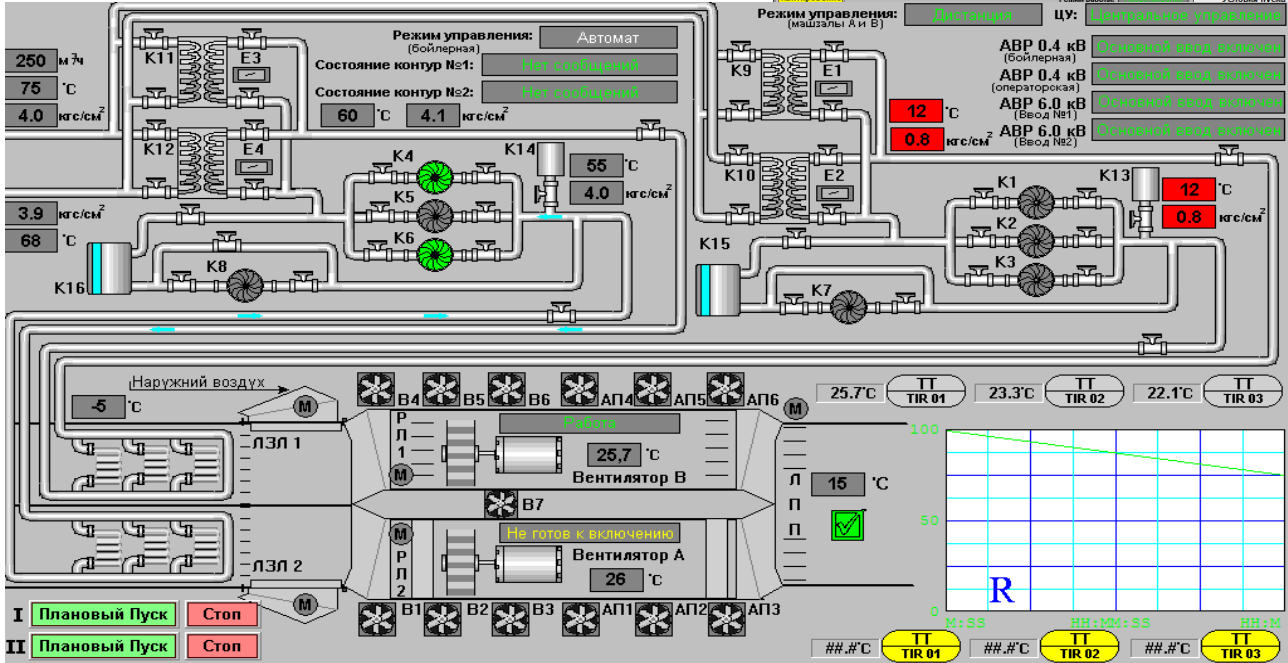 Режим управления: Дистанция ЦУ: Центральное управление
(машзалы А и В)
Режим управления: Автомат
(бойлерная)
Состояние контур №1: Нет сообщений
Состояние контур №2: Нет сообщений
60 °C 4.1 кгс/см²
АВР 0.4 кВ Основной ввод включен
(бойлерная)
АВР 0.4 кВ Основной ввод включен
(операторская)
АВР 6.0 кВ Основной ввод включен
(Ввод №1)
АВР 6.0 кВ Основной ввод включен
(Ввод №2)
250 м³/ч
75 °C
4.0 кгс/см²
К11 Е3
К12 Е4
К9 Е1
К10 Е2
12 °C
0.8 кгс/см²
3.9 кгс/см²
68 °C
К4
К5
К6
К14
55 °C
4.0 кгс/см²
К16 К8
К1
К2
К3
К13
12 °C
0.8 кгс/см²
К15 К7
Наружний воздух
-5 °C
М
ЛЗЛ 1
В4 В5 В6 АП4 АП5 АП6
М
РЛ1
М
Работа
25,7 °C
Вентилятор В
В7
М
РЛ2
Не готов к включению
Вентилятор А
26 °C
ЛПП
15 °C
ЛЗЛ 2
М
В1 В2 В3 АП1 АП2 АП3
I Плановый Пуск Стоп
II Плановый Пуск Стоп
25.7°C TT TIR 01 23.3°C TT TIR 02 22.1°C TT TIR 03
100
50
0
R
M:SS HH:MM:SS HH:M
##.#°C TT TIR 01 ##.#°C TT TIR 02 ##.#°C TT TIR 03